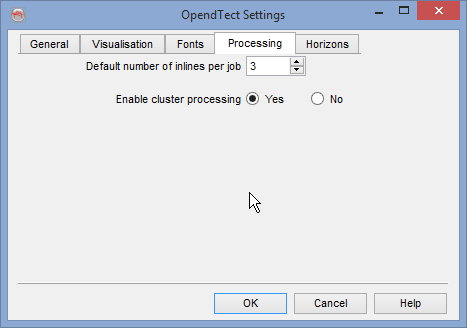 OpendTect Settings
General Visualisation Fonts Processing Horizons
Default number of inlines per job 3
Enable cluster processing Yes No
OK Cancel Help